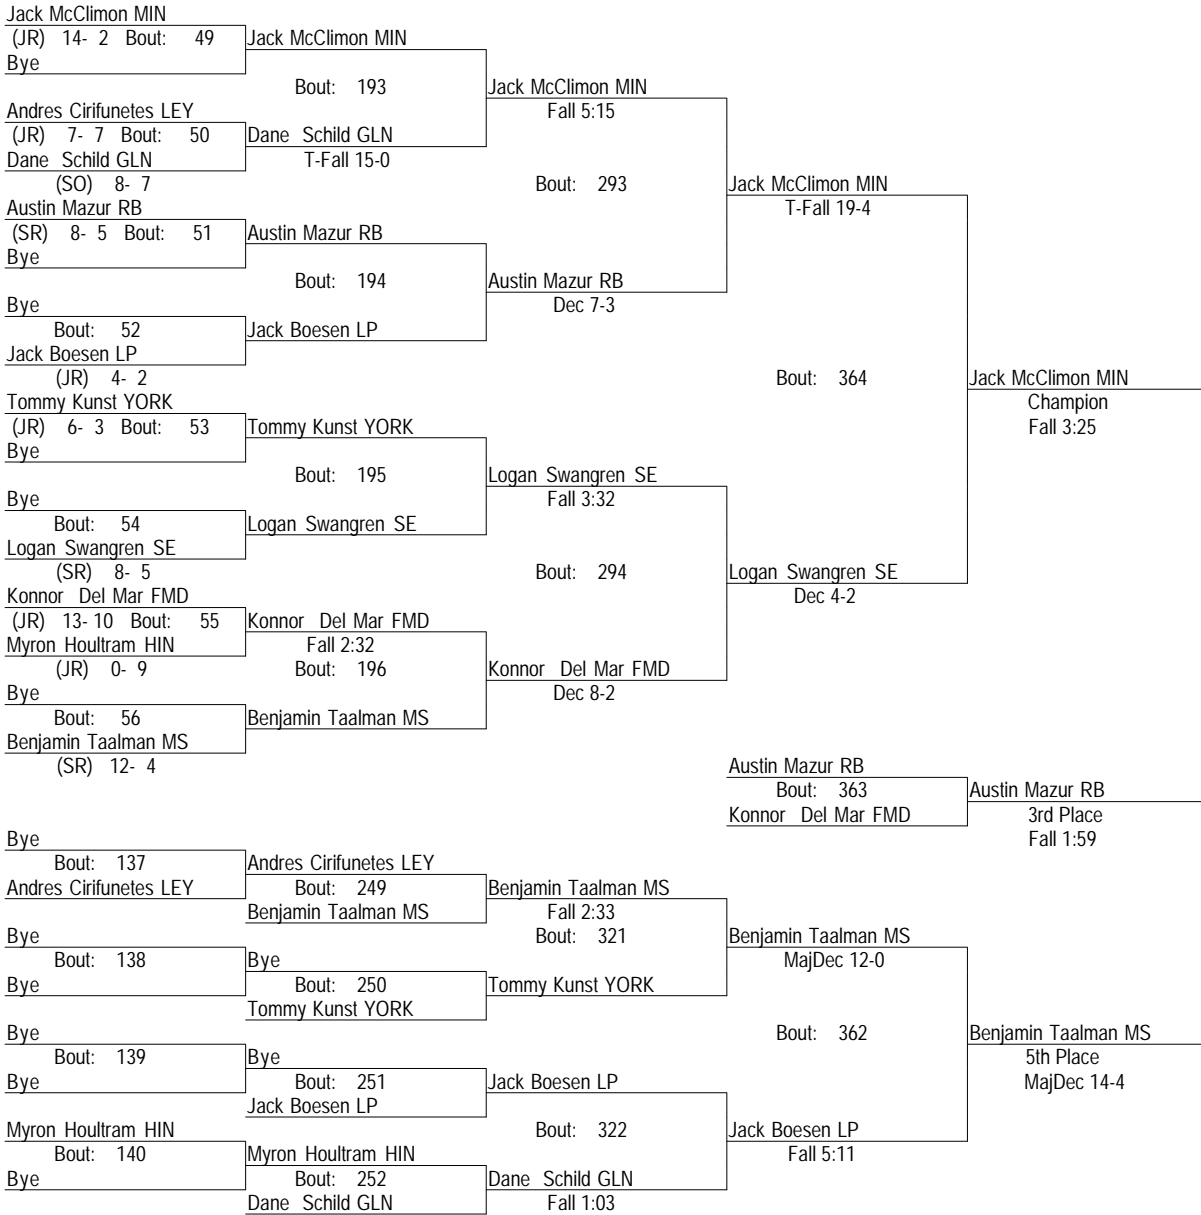 Jack McClimon MIN
(JR) 14- 2 Bout: 49
Bye
Jack McClimon MIN
Bout: 193
Andres Cirifunetes LEY
(JR) 7- 7 Bout: 50
Dane Schild GLN
(SO) 8- 7
Dane Schild GLN
T-Fall 15-0
Jack McClimon MIN
Fall 5:15
Bout: 293
Austin Mazur RB
(SR) 8- 5 Bout: 51
Bye
Austin Mazur RB
Bout: 194
Bye
Bout: 52
Jack Boesen LP
(JR) 4- 2
Jack Boesen LP
Austin Mazur RB
Dec 7-3
Jack McClimon MIN
T-Fall 19-4
Bout: 364
Tommy Kunst YORK
(JR) 6- 3 Bout: 53
Bye
Tommy Kunst YORK
Bout: 195
Bye
Bout: 54
Logan Swangren SE
(SR) 8- 5
Logan Swangren SE
Logan Swangren SE
Fall 3:32
Bout: 294
Konnor Del Mar FMD
(JR) 13- 10 Bout: 55
Myron Houltram HIN
(JR) 0- 9
Konnor Del Mar FMD
Fall 2:32
Bout: 196
Bye
Bout: 56
Benjamin Taalman MS
(SR) 12- 4
Benjamin Taalman MS
Konnor Del Mar FMD
Dec 8-2
Logan Swangren SE
Dec 4-2
Jack McClimon MIN
Champion
Fall 3:25
Austin Mazur RB
Bout: 363
Konnor Del Mar FMD
Austin Mazur RB
3rd Place
Fall 1:59
Bye
Bout: 137
Andres Cirifunetes LEY
Andres Cirifunetes LEY
Bout: 249
Benjamin Taalman MS
Benjamin Taalman MS
Fall 2:33
Bout: 321
Bye
Bout: 138
Bye
Bye
Bout: 250
Tommy Kunst YORK
Tommy Kunst YORK
Benjamin Taalman MS
MajDec 12-0
Bout: 362
Bye
Bout: 139
Bye
Bye
Bout: 251
Jack Boesen LP
Jack Boesen LP
Bout: 322
Myron Houltram HIN
Bout: 140
Bye
Myron Houltram HIN
Bout: 252
Dane Schild GLN
Dane Schild GLN
Fall 1:03
Jack Boesen LP
Fall 5:11
Benjamin Taalman MS
5th Place
MajDec 14-4